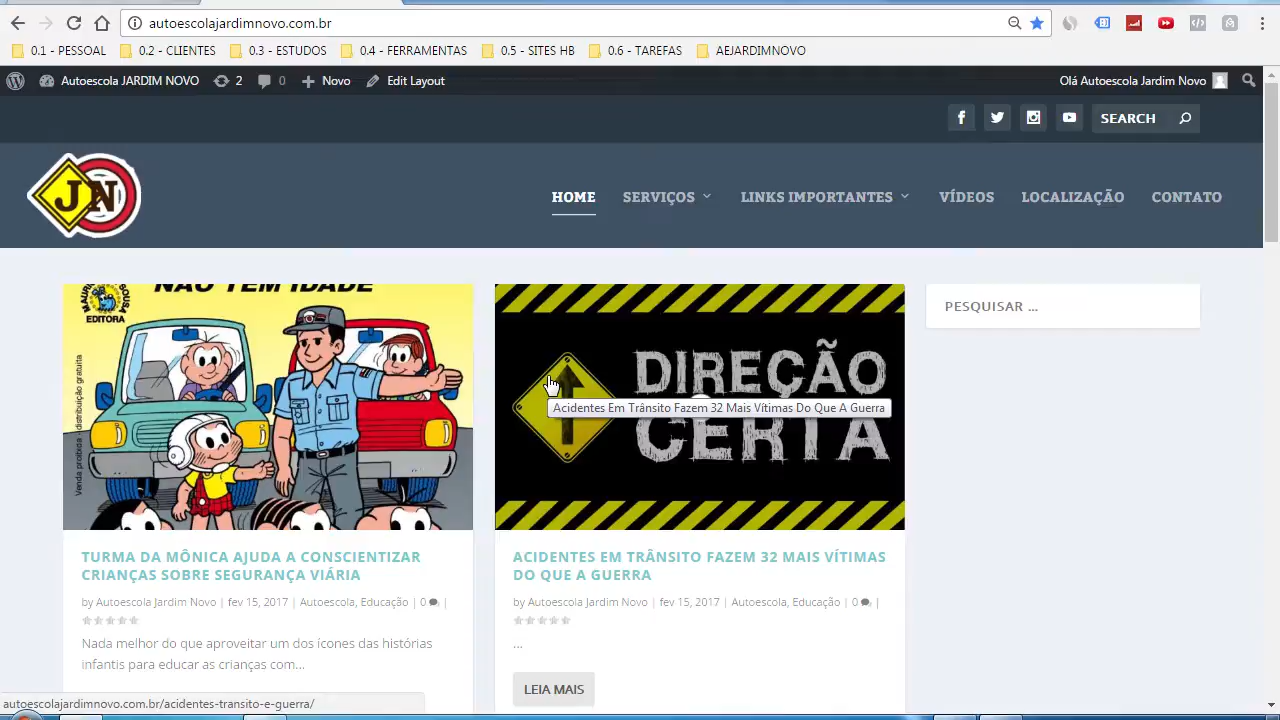 autoescolajardimnovo.com.br
0.1 - PESSOAL 0.2 - CLIENTES 0.3 - ESTUDOS 0.4 - FERRAMENTAS 0.5 - SITES HB 0.6 - TAREFAS AEJARDIMNOVO
Autoescola JARDIM NOVO 2 0 Novo Edit Layout Olá Autoescola Jardim Novo
SEARCH
JN
HOME SERVIÇOS LINKS IMPORTANTES VÍDEOS LOCALIZAÇÃO CONTATO
NÃO TEM IDADE
EDITORA
Venda proibida - distribuição gratuita
DIREÇÃO
CERTA
Acidentes Em Trânsito Fazem 32 Mais Vítimas Do Que A Guerra
PESQUISAR ...
TURMA DA MÔNICA AJUDA A CONSCIENTIZAR
CRIANÇAS SOBRE SEGURANÇA VIÁRIA
by Autoescola Jardim Novo | fev 15, 2017 | Autoescola, Educação | 0 |
Nada melhor do que aproveitar um dos ícones das histórias
infantis para educar as crianças com...
ACIDENTES EM TRÂNSITO FAZEM 32 MAIS VÍTIMAS
DO QUE A GUERRA
by Autoescola Jardim Novo | fev 15, 2017 | Autoescola, Educação | 0 |
...
LEIA MAIS
autoescolajardimnovo.com.br/acidentes-transito-e-guerra/